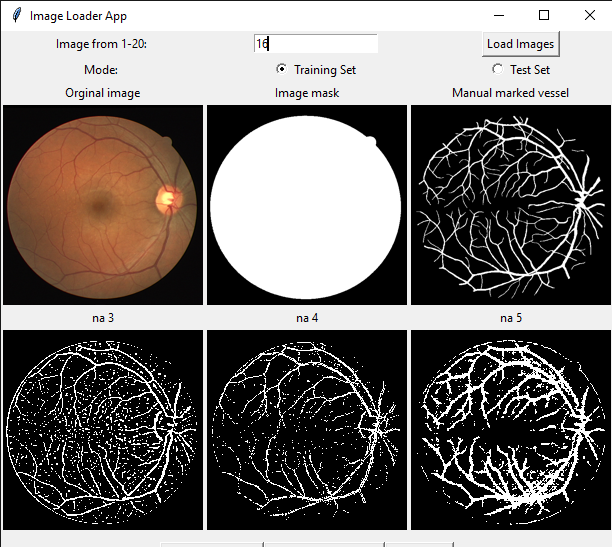 Image Loader App
Image from 1-20: 16 Load Images
Mode: Training Set Test Set
Orginal image Image mask Manual marked vessel
na 3 na 4 na 5